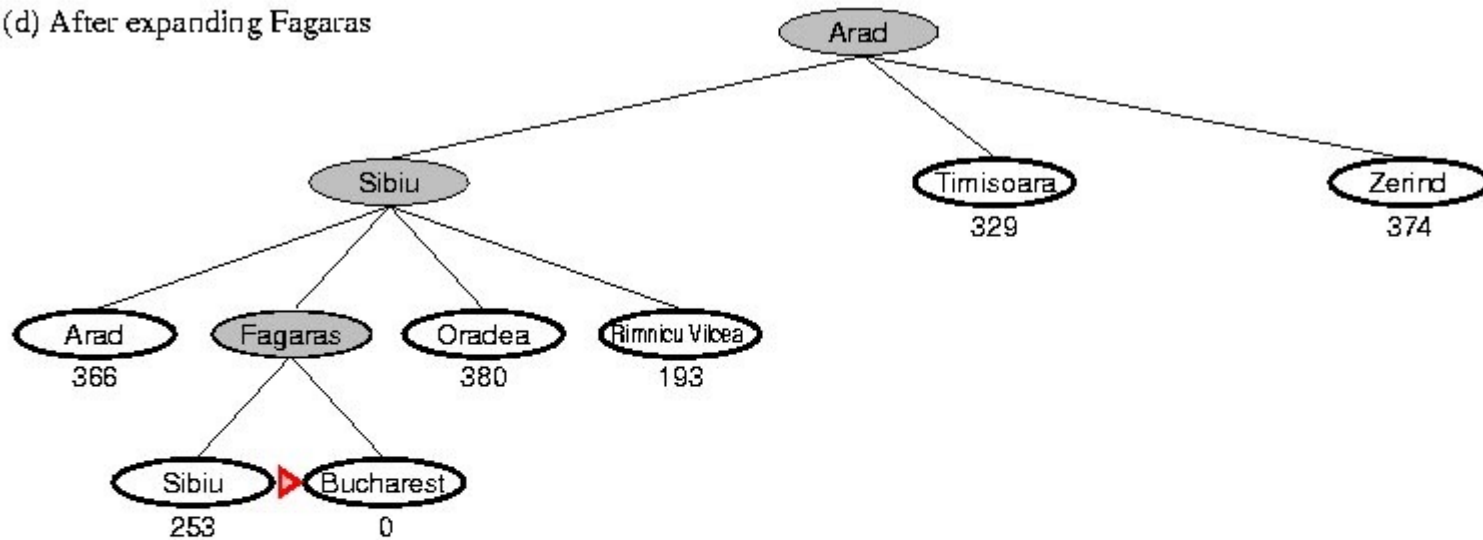 (d) After expanding Fagaras
Arad
Sibiu
Timisoara
Zerind
329
374
Arad
Fagaras
Oradea
Rimnicu Vilcea
366
380
193
Sibiu
Bucharest
253
0